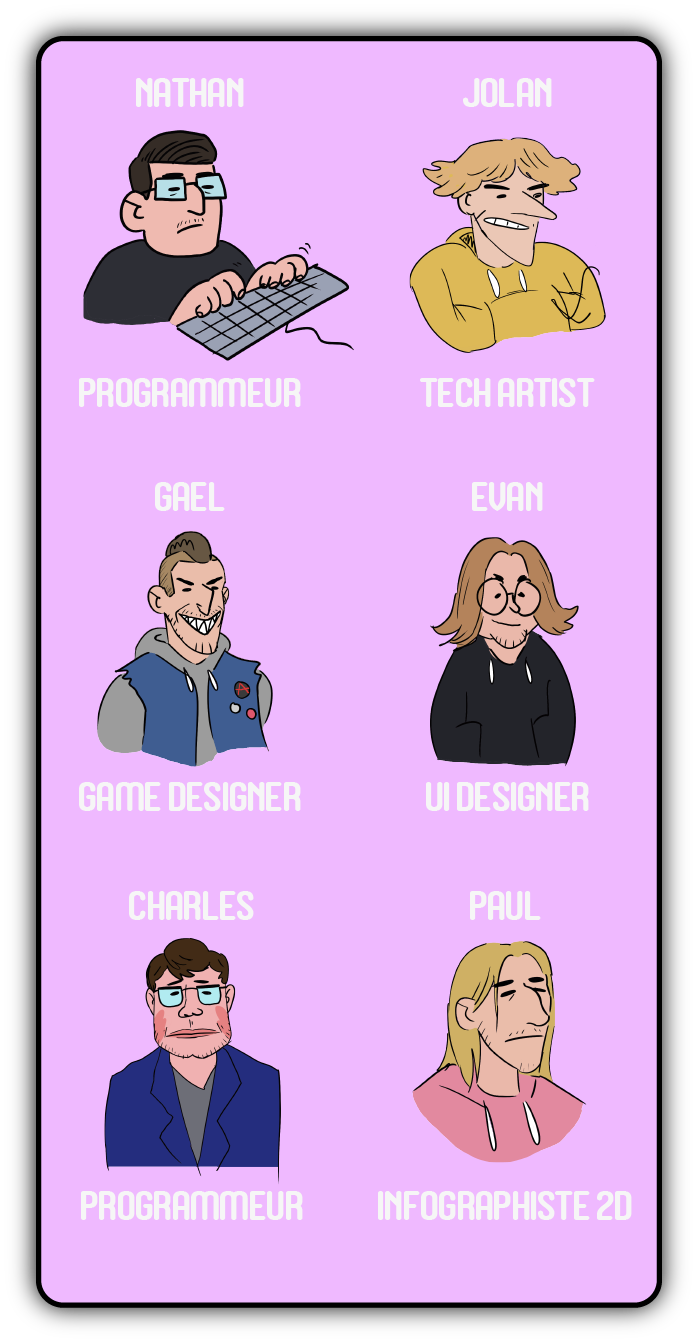 NATHAN
JOLAN
PROGRAMMEUR
TECH ARTIST
GAEL
EVAN
GAME DESIGNER
UI DESIGNER
CHARLES
PAUL
PROGRAMMEUR
INFOGRAPHISTE 2D